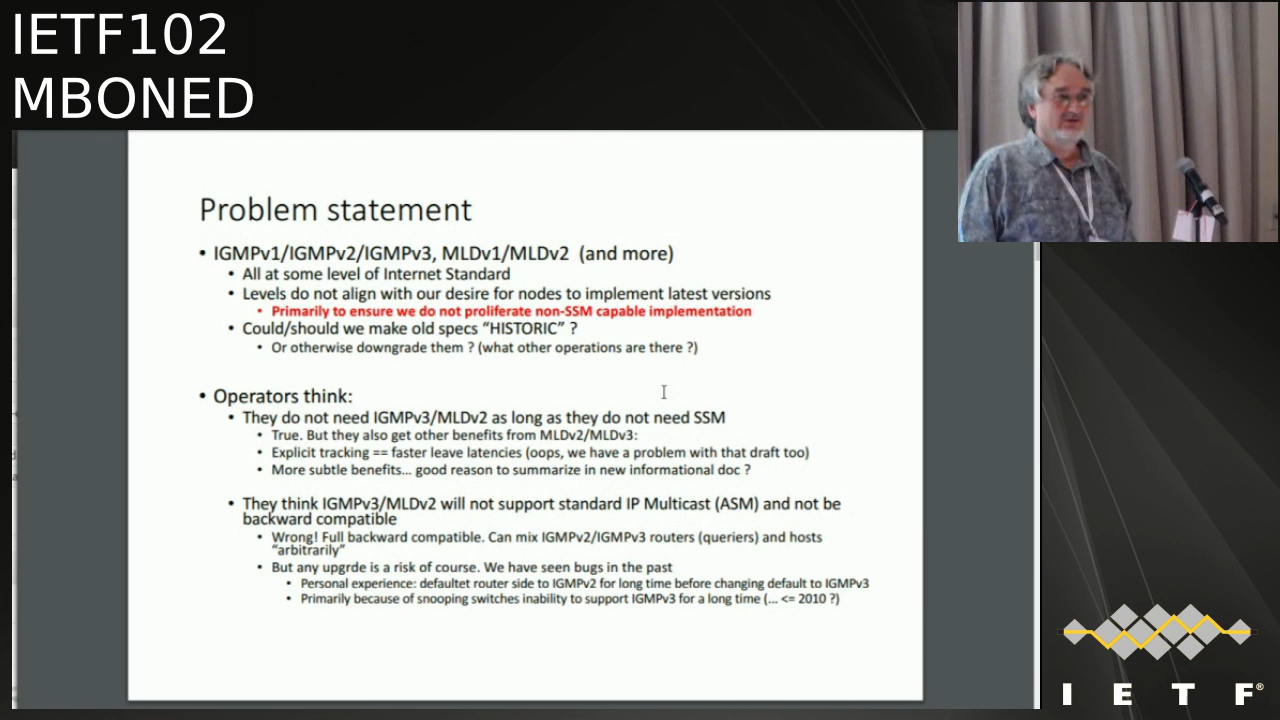 IETF102
MBONED
Problem statement
• IGMPv1/IGMPv2/IGMPv3, MLDv1/MLDv2 (and more)
• All at some level of Internet Standard
• Levels do not align with our desire for nodes to implement latest versions
• Primarily to ensure we do not proliferate non-SSM capable implementation
• Could/should we make old specs “HISTORIC” ?
• Or otherwise downgrade them ? (what other operations are there ?)
• Operators think:
• They do not need IGMPv3/MLDv2 as long as they do not need SSM
• True. But they also get other benefits from MLDv2/MLDv3:
• Explicit tracking == faster leave latencies (oops, we have a problem with that draft too)
• More subtle benefits... good reason to summarize in new informational doc ?
• They think IGMPv3/MLDv2 will not support standard IP Multicast (ASM) and not be
backward compatible
• Wrong! Full backward compatible. Can mix IGMPv2/IGMPv3 routers (queriers) and hosts
“arbitrarily”
• But any upgrde is a risk of course. We have seen bugs in the past
• Personal experience: defaultet router side to IGMPv2 for long time before changing default to IGMPv3
• Primarily because of snooping switches inability to support IGMPv3 for a long time (... <= 2010 ?)
I E T F®